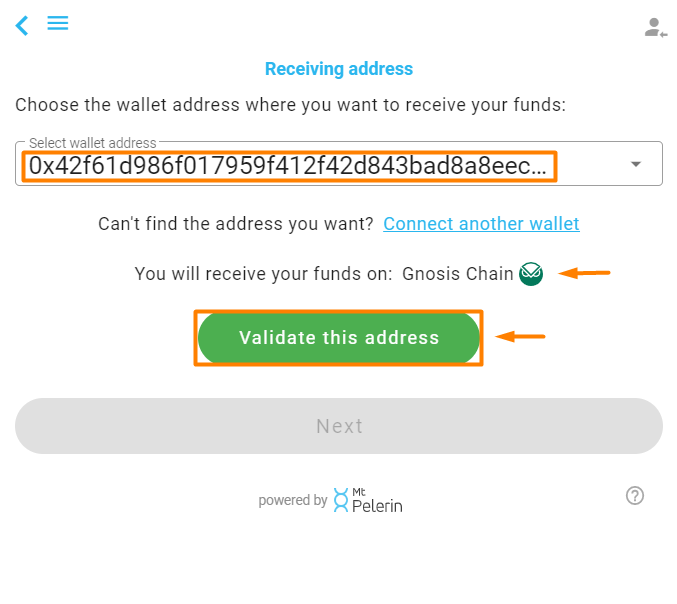 Receiving address
Choose the wallet address where you want to receive your funds:
Select wallet address
0x42f61d986f017959f412f42d843bad8a8eec...
Can't find the address you want? Connect another wallet
You will receive your funds on: Gnosis Chain
Validate this address
Next
powered by Mt Pelerin